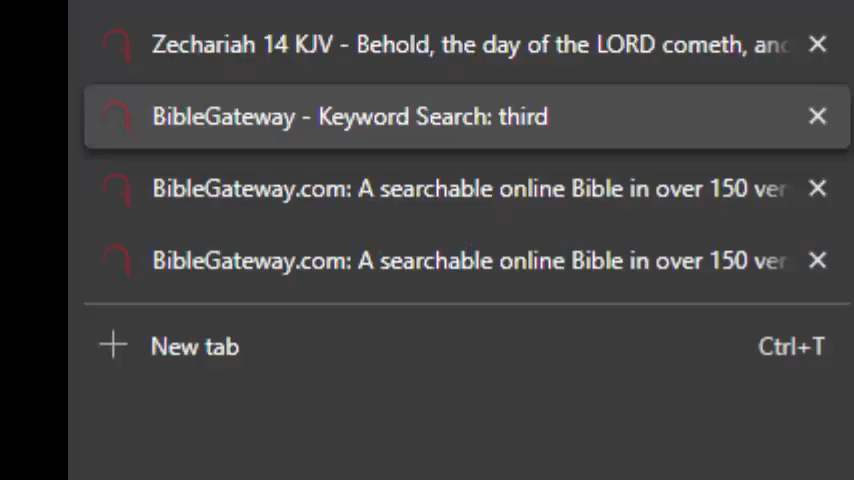 Zechariah 14 KJV - Behold, the day of the LORD cometh, and
BibleGateway - Keyword Search: third
BibleGateway.com: A searchable online Bible in over 150 ver
BibleGateway.com: A searchable online Bible in over 150 ver
New tab Ctrl+T